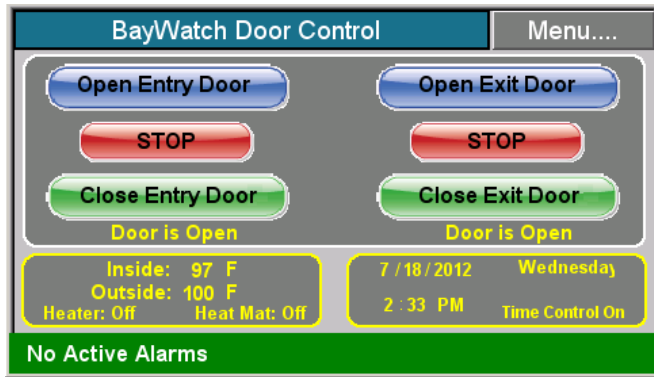 BayWatch Door Control Menu....
Open Entry Door Open Exit Door
STOP STOP
Close Entry Door Close Exit Door
Door is Open Door is Open
Inside: 97 F
Outside: 100 F
Heater: Off Heat Mat: Off
7 / 18 / 2012 Wednesday
2 : 33 PM Time Control On
No Active Alarms